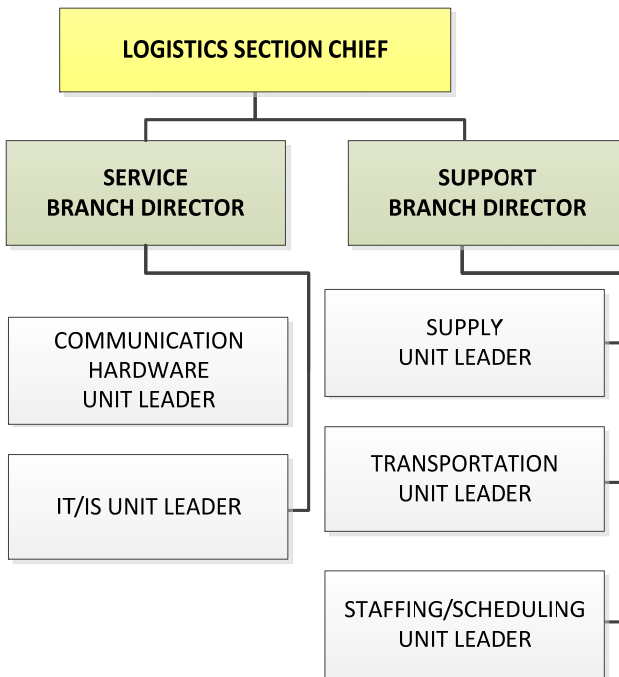 LOGISTICS SECTION CHIEF
SERVICE
BRANCH DIRECTOR
SUPPORT
BRANCH DIRECTOR
COMMUNICATION
HARDWARE
UNIT LEADER
IT/IS UNIT LEADER
SUPPLY
UNIT LEADER
TRANSPORTATION
UNIT LEADER
STAFFING/SCHEDULING
UNIT LEADER